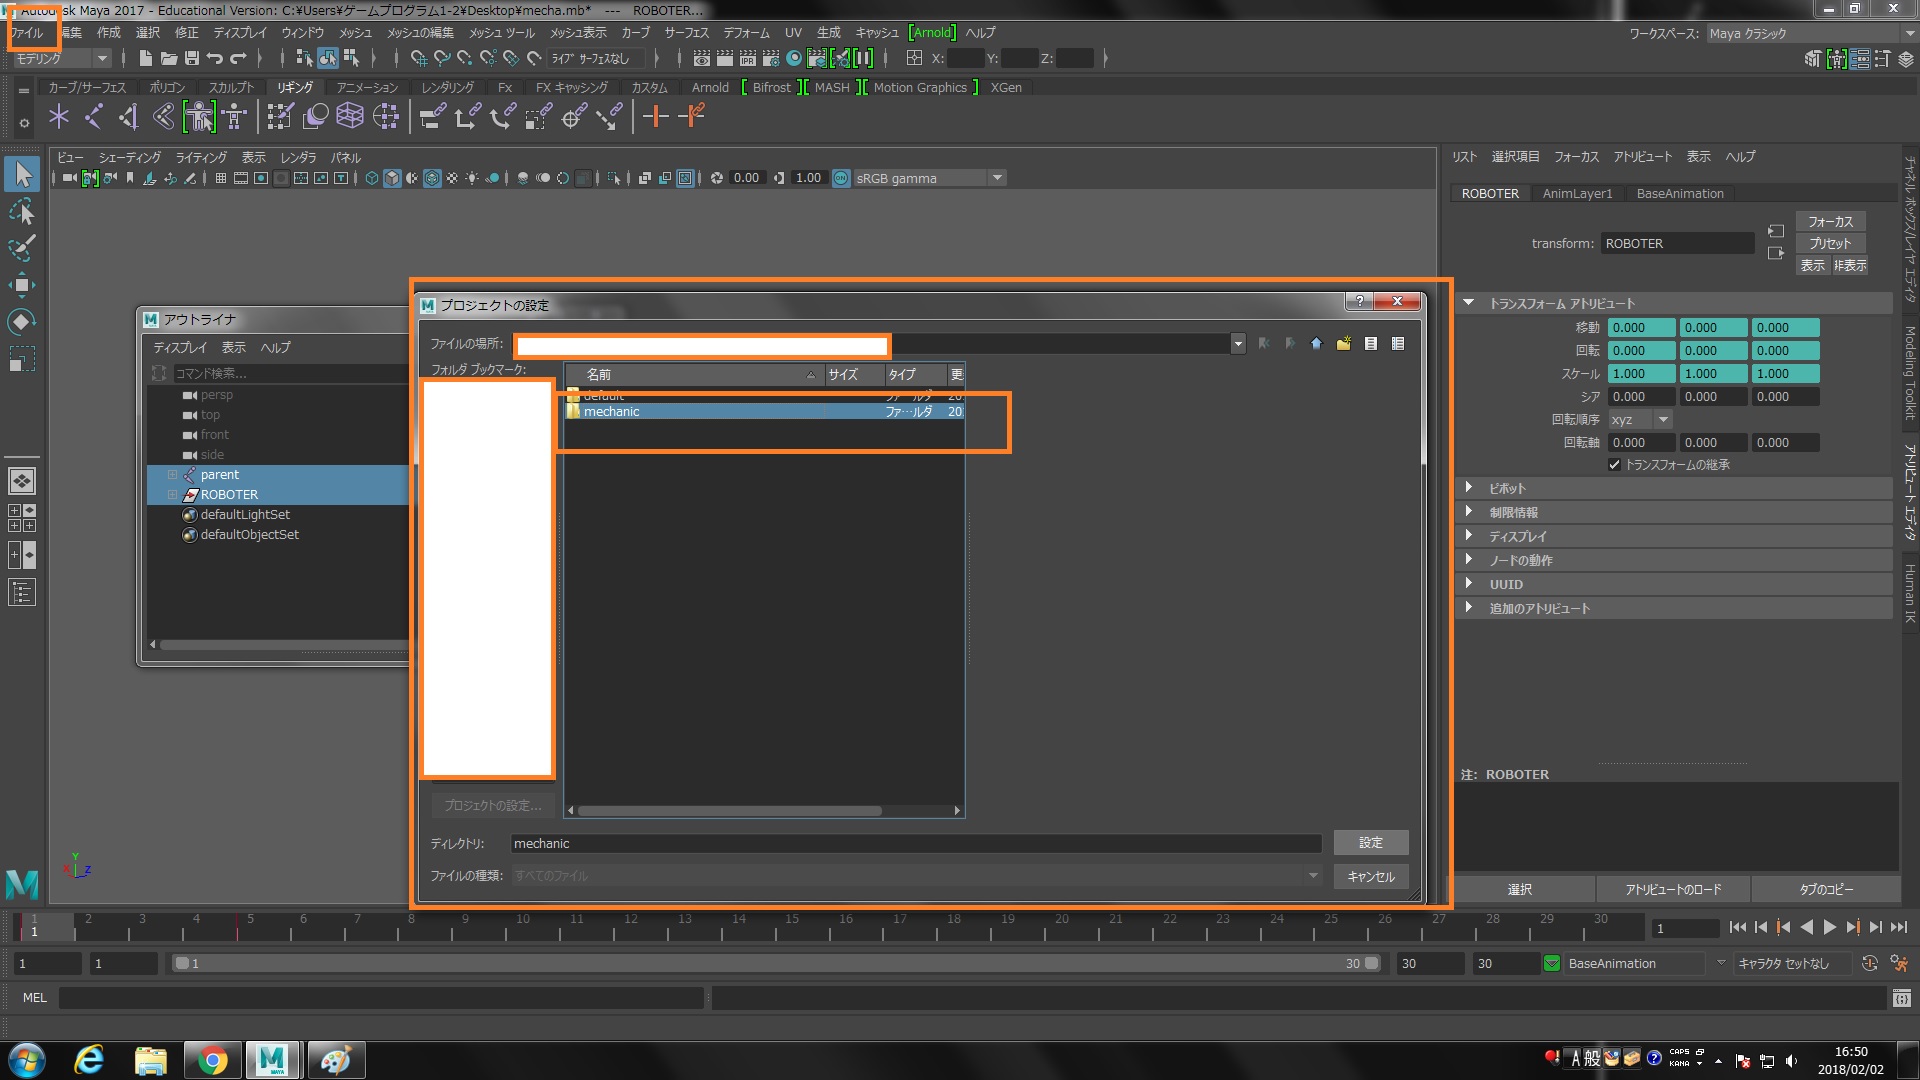 Autodesk Maya 2017 - Educational Version: C:¥Users¥ゲームプログラム1-2¥Desktop¥mecha.mb* --- ROBOTER...
ファイル 編集 作成 選択 修正 ディスプレイ ウィンドウ メッシュ メッシュの編集 メッシュ ツール メッシュ表示 カーブ サーフェス デフォーム UV 生成 キャッシュ [Arnold] ヘルプ
ワークスペース: Maya クラシック
モデリング
ライブ サーフェスなし
X: Y: Z:
カーブ/サーフェス ポリゴン スカルプト リギング アニメーション レンダリング Fx FX キャッシング カスタム Arnold Bifrost MASH Motion Graphics XGen
ビュー シェーディング ライティング 表示 レンダラ パネル
0.00 1.00 sRGB gamma
リスト 選択項目 フォーカス アトリビュート 表示 ヘルプ
ROBOTER AnimLayer1 BaseAnimation
transform: ROBOTER
フォーカス
プリセット
表示 非表示
トランスフォーム アトリビュート
移動 0.000 0.000 0.000
回転 0.000 0.000 0.000
スケール 1.000 1.000 1.000
シア 0.000 0.000 0.000
回転順序 xyz
回転軸 0.000 0.000 0.000
トランスフォームの継承
ピボット
制限情報
ディスプレイ
ノードの動作
UUID
追加のアトリビュート
注: ROBOTER
選択 アトリビュートのロード タブのコピー
チャネル ボックス/レイヤ エディタ
Modeling Toolkit
アトリビュート エディタ
Human IK
アウトライナ
ディスプレイ 表示 ヘルプ
コマンド検索...
persp
top
front
side
parent
ROBOTER
defaultLightSet
defaultObjectSet
プロジェクトの設定
ファイルの場所:
フォルダ ブックマーク:
名前 サイズ タイプ 更
default ファ…ルダ 20
mechanic ファ…ルダ 20
プロジェクトの設定...
ディレクトリ: mechanic 設定
ファイルの種類: すべてのファイル キャンセル
Y
X Z
1 2 3 4 5 6 7 8 9 10 11 12 13 14 15 16 17 18 19 20 21 22 23 24 25 26 27 28 29 30
1
1
1 1 1 30 30 30 BaseAnimation キャラクタ セットなし
MEL
A 般 CAPS KANA
16:50
2018/02/02